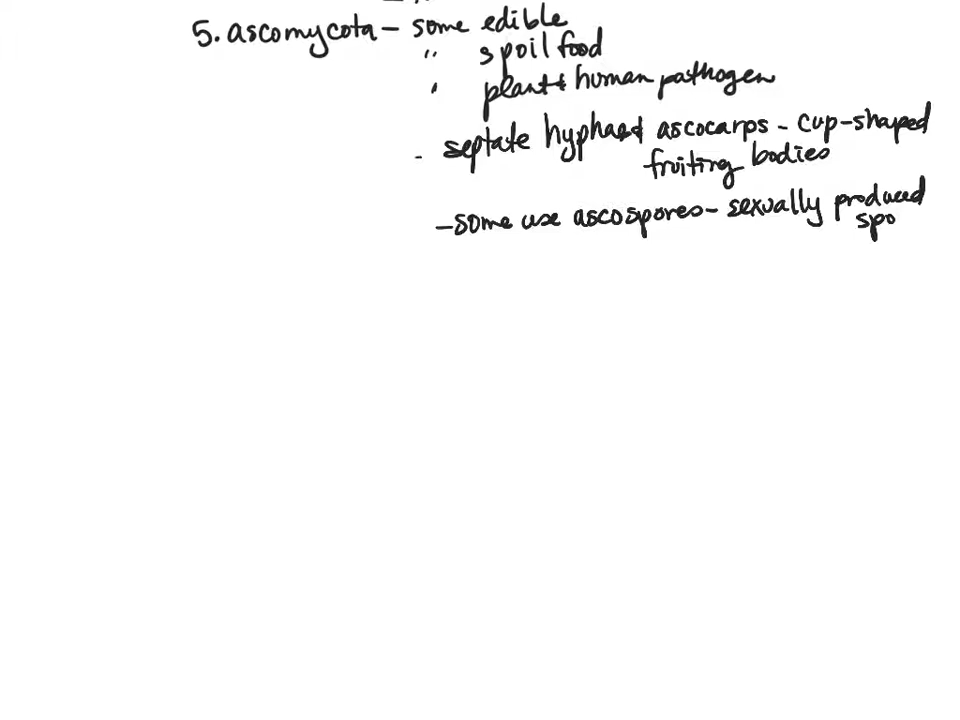 5. ascomycota - some edible
" spoil food
" plant & human pathogen
- septate hyphae & ascocarps - cup-shaped
fruiting bodies
- some use ascospores - sexually produced
spo